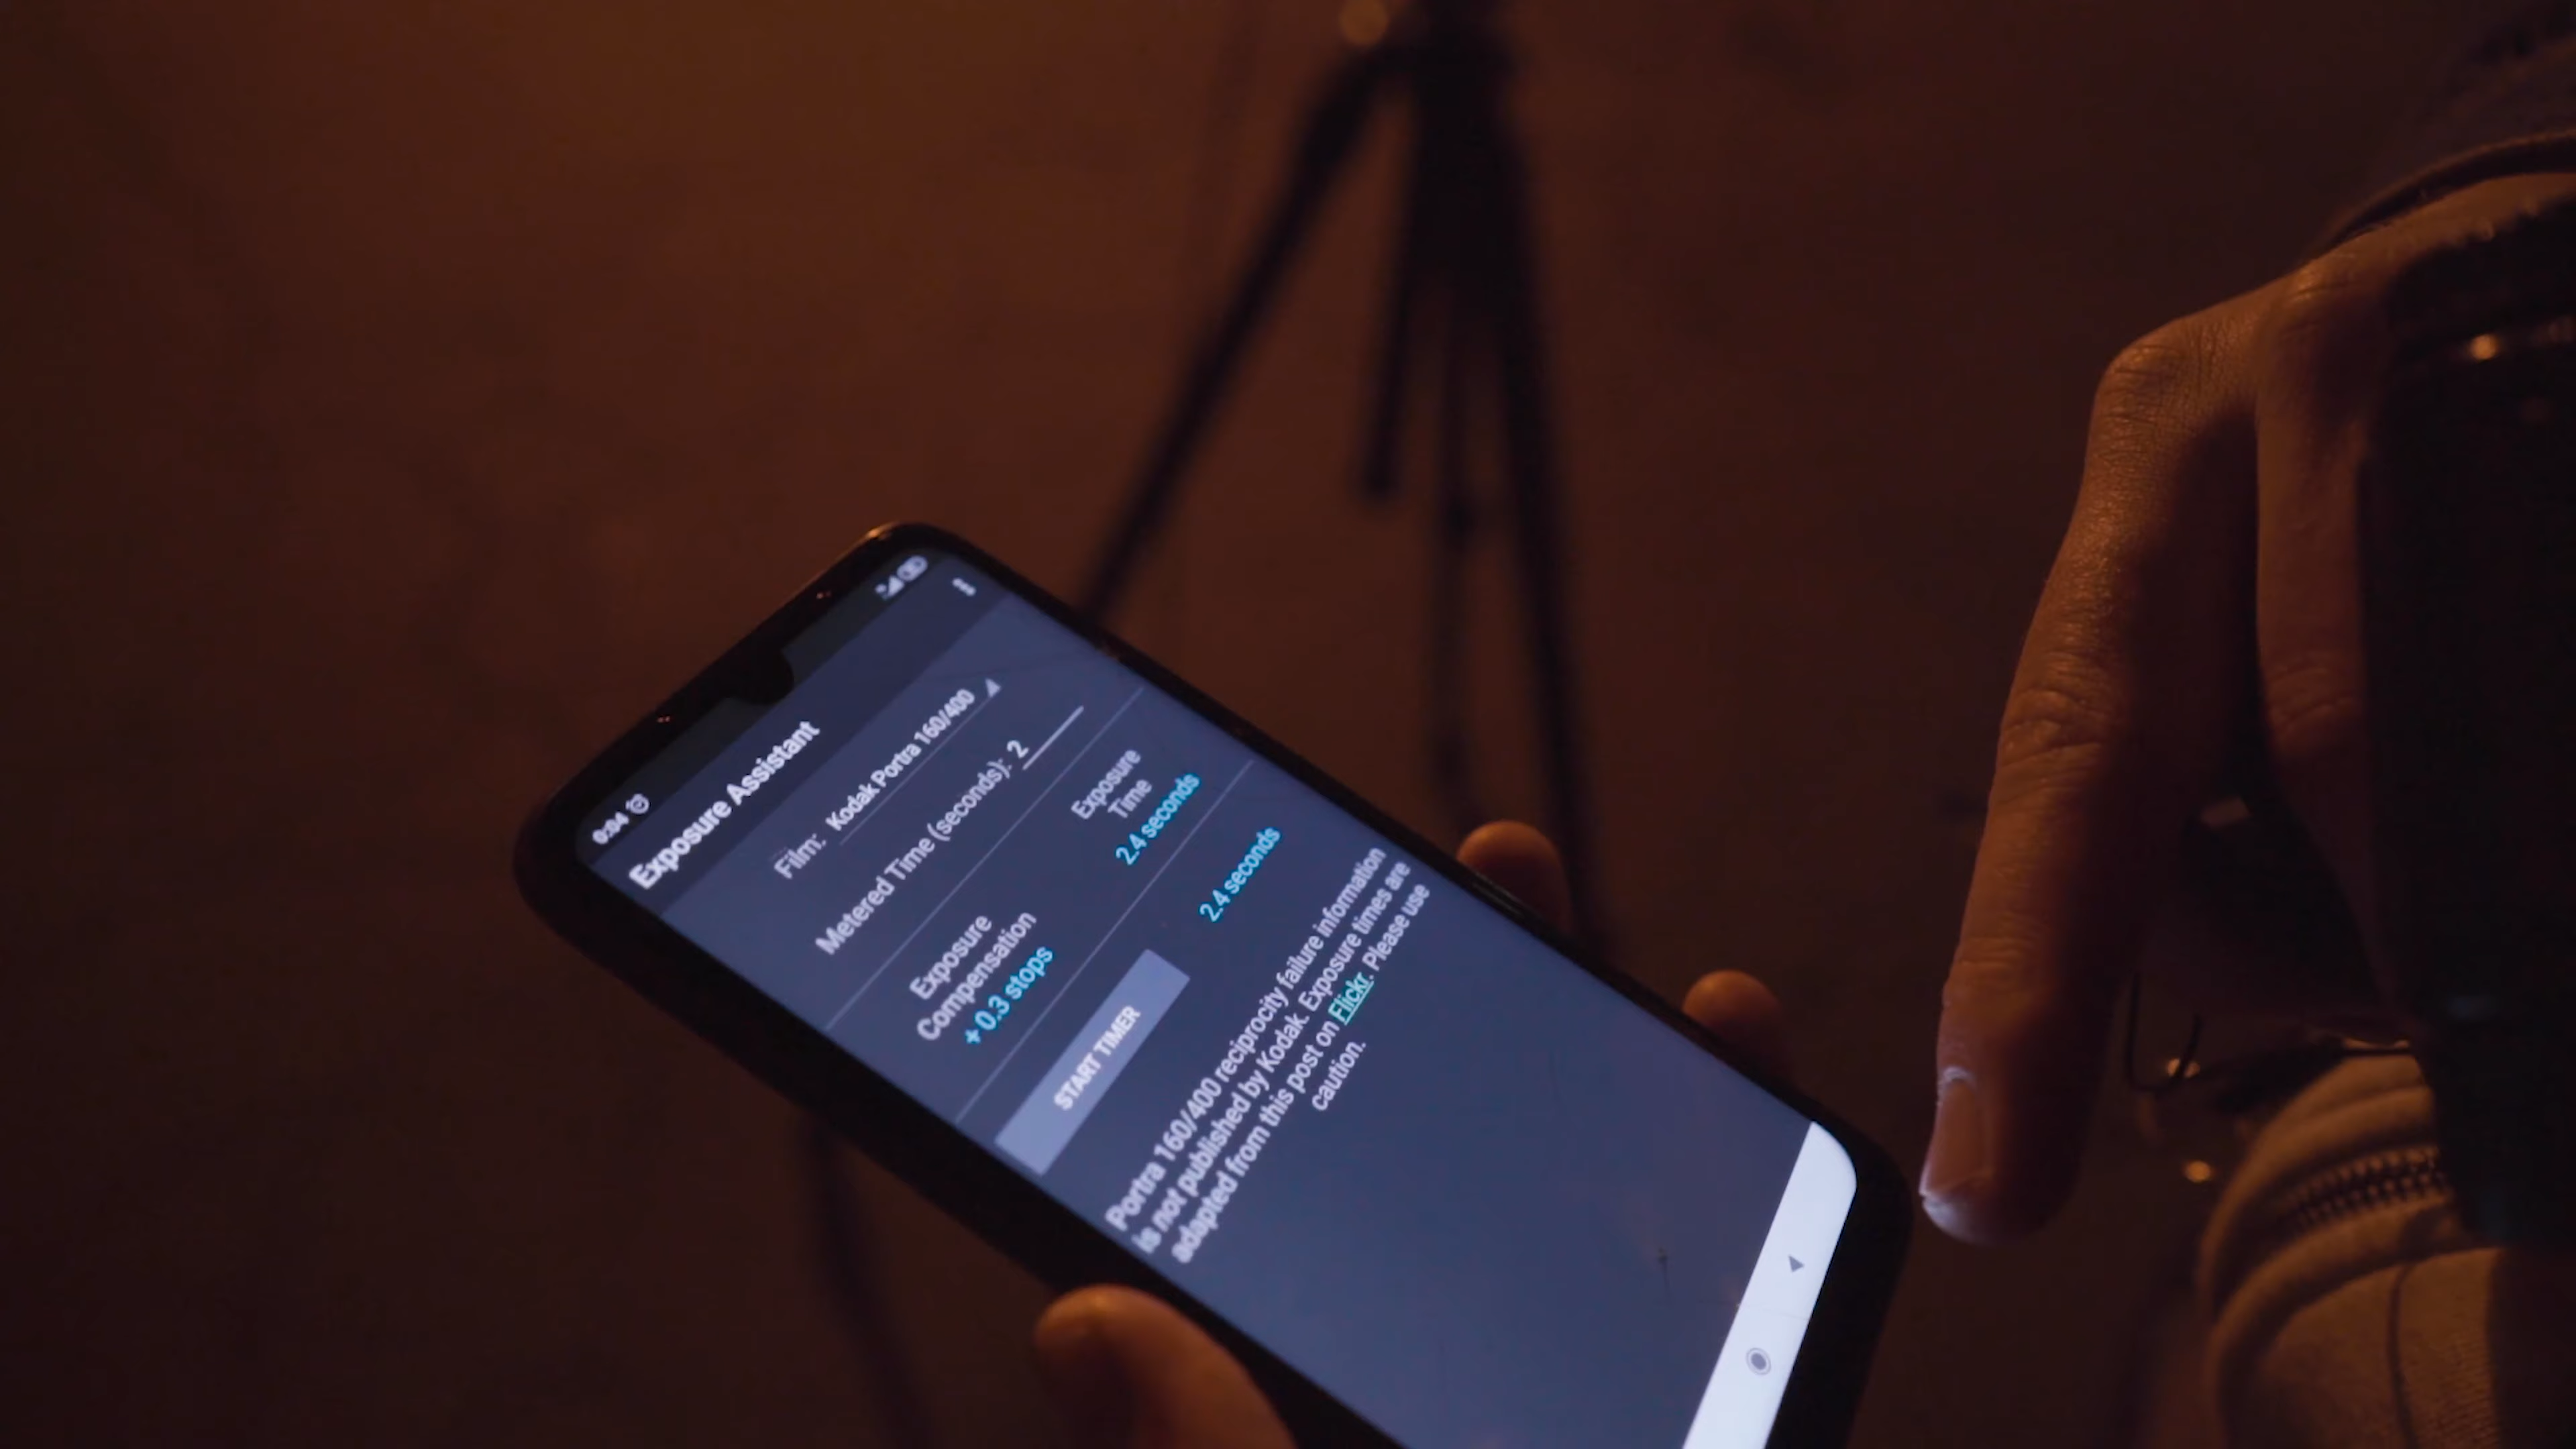 0:04
Exposure Assistant
Film: Kodak Portra 160/400
Metered Time (seconds): 2
Exposure
Compensation
+ 0.3 stops
Exposure
Time
2.4 seconds
START TIMER
2.4 seconds
Portra 160/400 reciprocity failure information
is not published by Kodak. Exposure times are
adapted from this post on Flickr. Please use
caution.